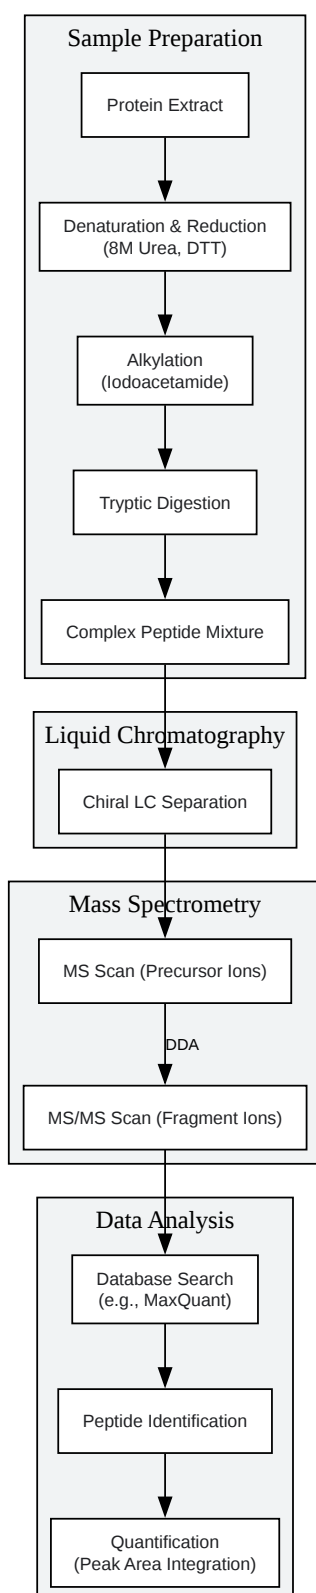 Sample Preparation
Protein Extract
Denaturation & Reduction
(8M Urea, DTT)
Alkylation
(Iodoacetamide)
Tryptic Digestion
Complex Peptide Mixture
Liquid Chromatography
Chiral LC Separation
Mass Spectrometry
MS Scan (Precursor Ions)
DDA
MS/MS Scan (Fragment Ions)
Data Analysis
Database Search
(e.g., MaxQuant)
Peptide Identification
Quantification
(Peak Area Integration)